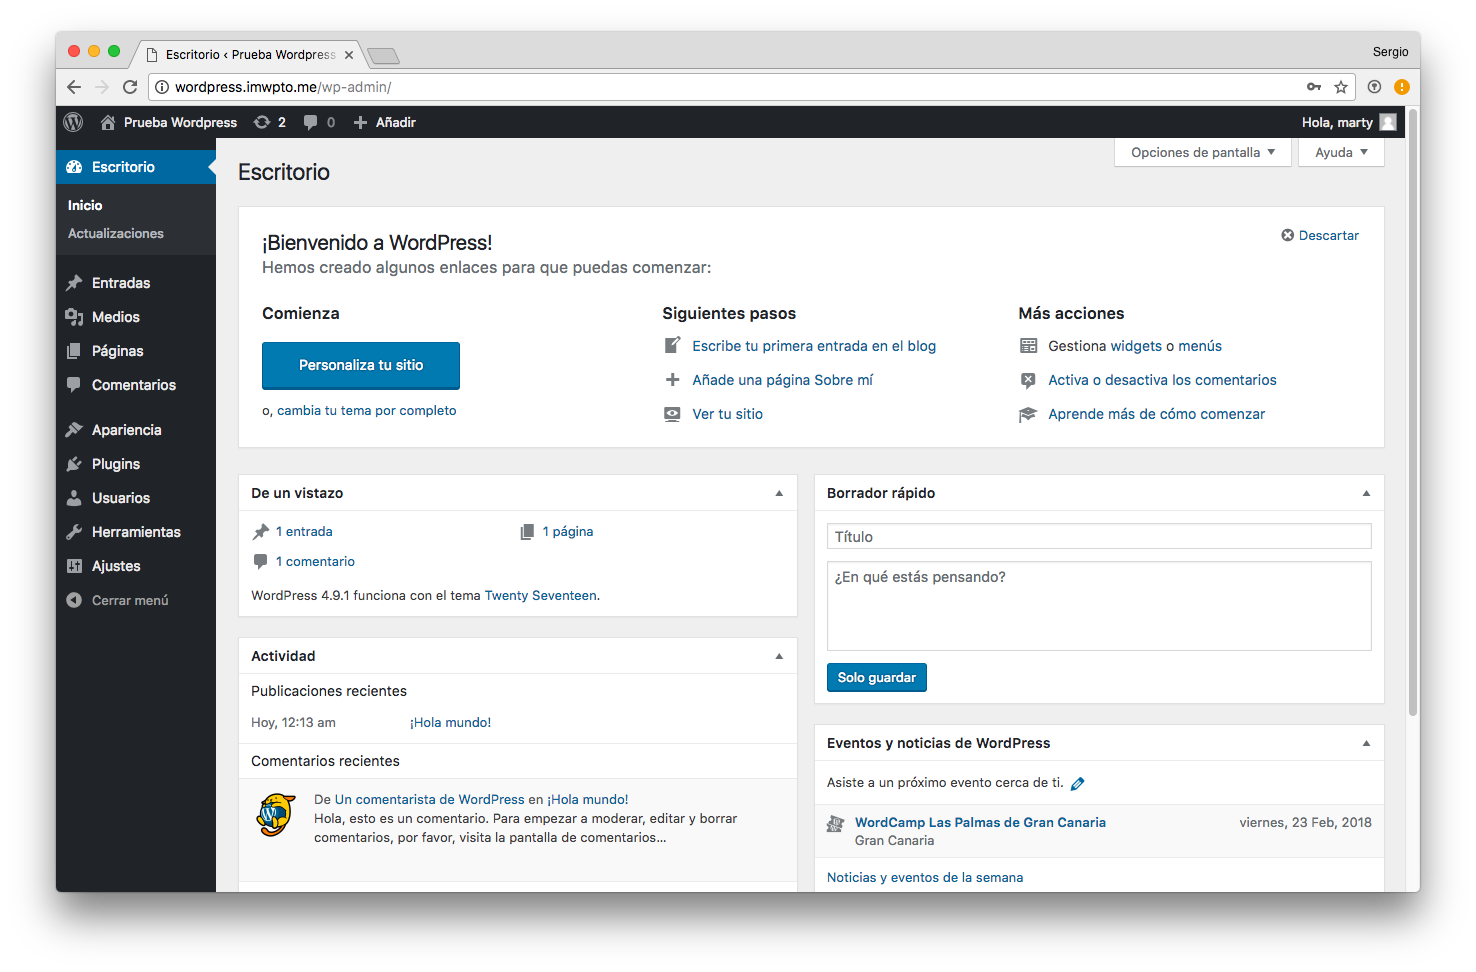 Escritorio ‹ Prueba Wordpress
Sergio
wordpress.imwpto.me/wp-admin/
Prueba Wordpress 2 0 Añadir
Hola, marty
Escritorio
Inicio
Actualizaciones
Entradas
Medios
Páginas
Comentarios
Apariencia
Plugins
Usuarios
Herramientas
Ajustes
Cerrar menú
Opciones de pantalla
Ayuda
Escritorio
¡Bienvenido a WordPress!
Descartar
Hemos creado algunos enlaces para que puedas comenzar:
Comienza
Personaliza tu sitio
o, cambia tu tema por completo
Siguientes pasos
Escribe tu primera entrada en el blog
Añade una página Sobre mí
Ver tu sitio
Más acciones
Gestiona widgets o menús
Activa o desactiva los comentarios
Aprende más de cómo comenzar
De un vistazo
1 entrada
1 página
1 comentario
WordPress 4.9.1 funciona con el tema Twenty Seventeen.
Actividad
Publicaciones recientes
Hoy, 12:13 am ¡Hola mundo!
Comentarios recientes
De Un comentarista de WordPress en ¡Hola mundo!
Hola, esto es un comentario. Para empezar a moderar, editar y borrar
comentarios, por favor, visita la pantalla de comentarios…
Borrador rápido
Título
¿En qué estás pensando?
Solo guardar
Eventos y noticias de WordPress
Asiste a un próximo evento cerca de ti.
WordCamp Las Palmas de Gran Canaria
viernes, 23 Feb, 2018
Gran Canaria
Noticias y eventos de la semana